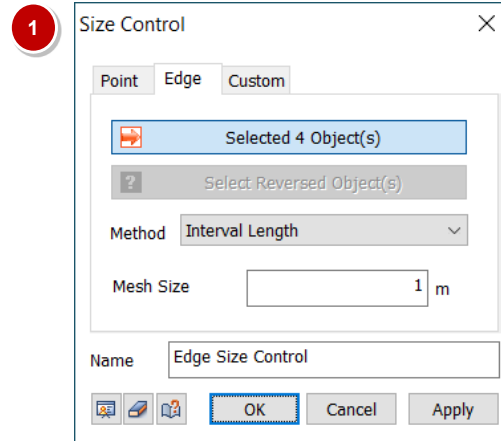 1
Size Control
Point Edge Custom
Selected 4 Object(s)
? Select Reversed Object(s)
Method Interval Length
Mesh Size 1 m
Name Edge Size Control
OK Cancel Apply